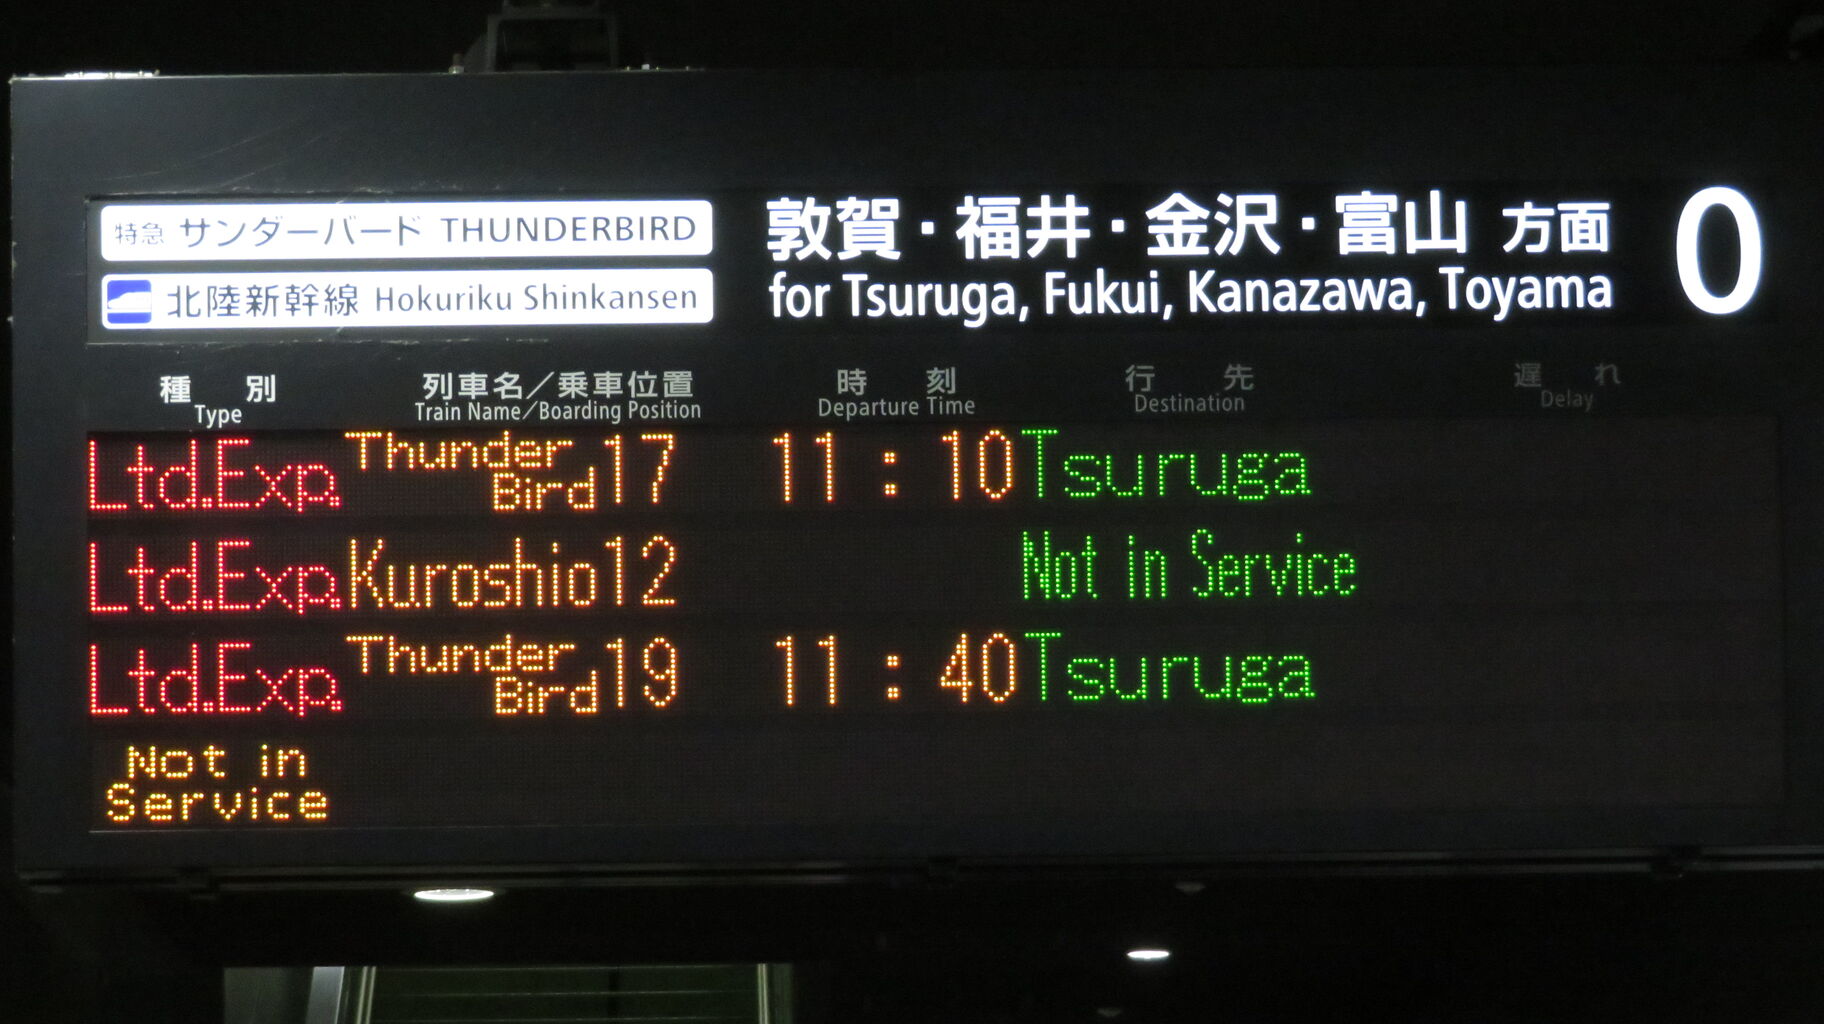 特急 サンダーバード THUNDERBIRD
北陸新幹線 Hokuriku Shinkansen
敦賀・福井・金沢・富山 方面
for Tsuruga, Fukui, Kanazawa, Toyama
0
種別 列車名／乗車位置 時刻 行先 遅れ
Type Train Name／Boarding Position Departure Time Destination Delay
Ltd.Exp. Thunder Bird 17 11:10 Tsuruga
Ltd.Exp. Kuroshio 12 Not in Service
Ltd.Exp. Thunder Bird 19 11:40 Tsuruga
Not in
Service